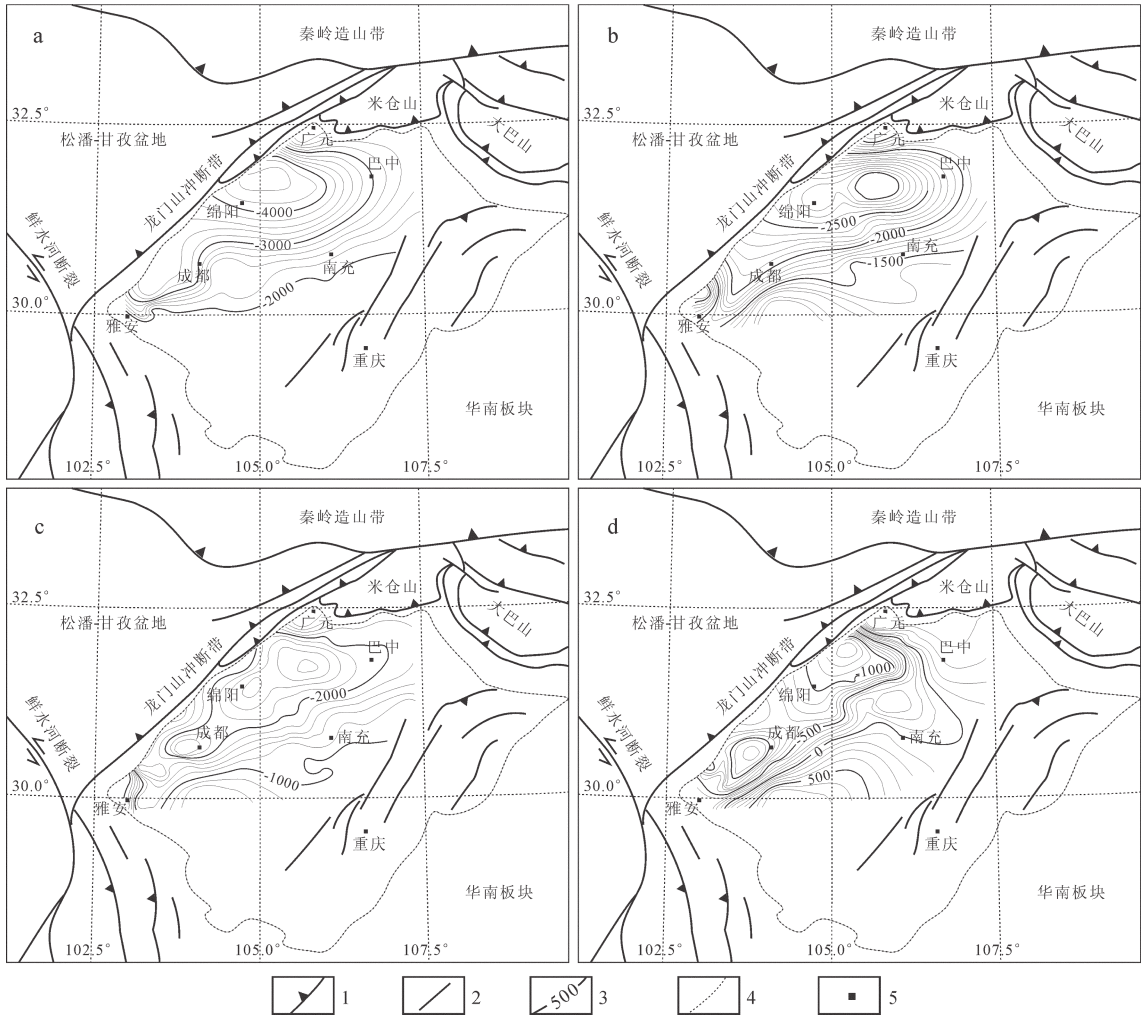 a
秦岭造山带
米仓山
大巴山
32.5°
松潘-甘孜盆地
广元
巴中
龙门山冲断带
绵阳
-4000
鲜水河断裂
-3000
成都
南充
-2000
30.0°
雅安
重庆
华南板块
102.5°
105.0°
107.5°
b
秦岭造山带
米仓山
大巴山
32.5°
松潘-甘孜盆地
广元
巴中
龙门山冲断带
绵阳
-2500
鲜水河断裂
-2000
南充
-1500
成都
30.0°
雅安
重庆
华南板块
102.5°
105.0°
107.5°
c
秦岭造山带
米仓山
大巴山
32.5°
松潘-甘孜盆地
广元
巴中
龙门山冲断带
绵阳
-2000
鲜水河断裂
成都
南充
-1000
30.0°
雅安
重庆
华南板块
102.5°
105.0°
107.5°
d
秦岭造山带
米仓山
大巴山
32.5°
松潘-甘孜盆地
广元
巴中
龙门山冲断带
-1000
绵阳
鲜水河断裂
成都
-500
南充
0
500
30.0°
雅安
重庆
华南板块
102.5°
105.0°
107.5°
1
2
500
3
4
5